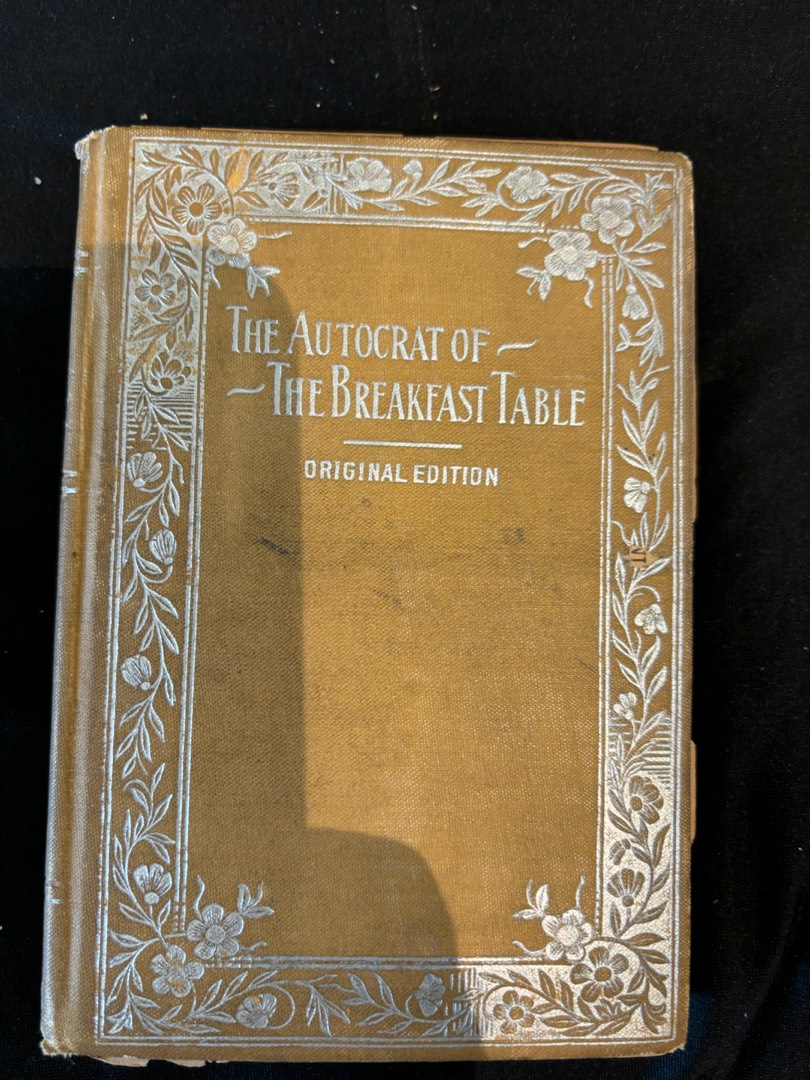 THE AUTOCRAT OF ~
~ THE BREAKFAST TABLE
ORIGINAL EDITION